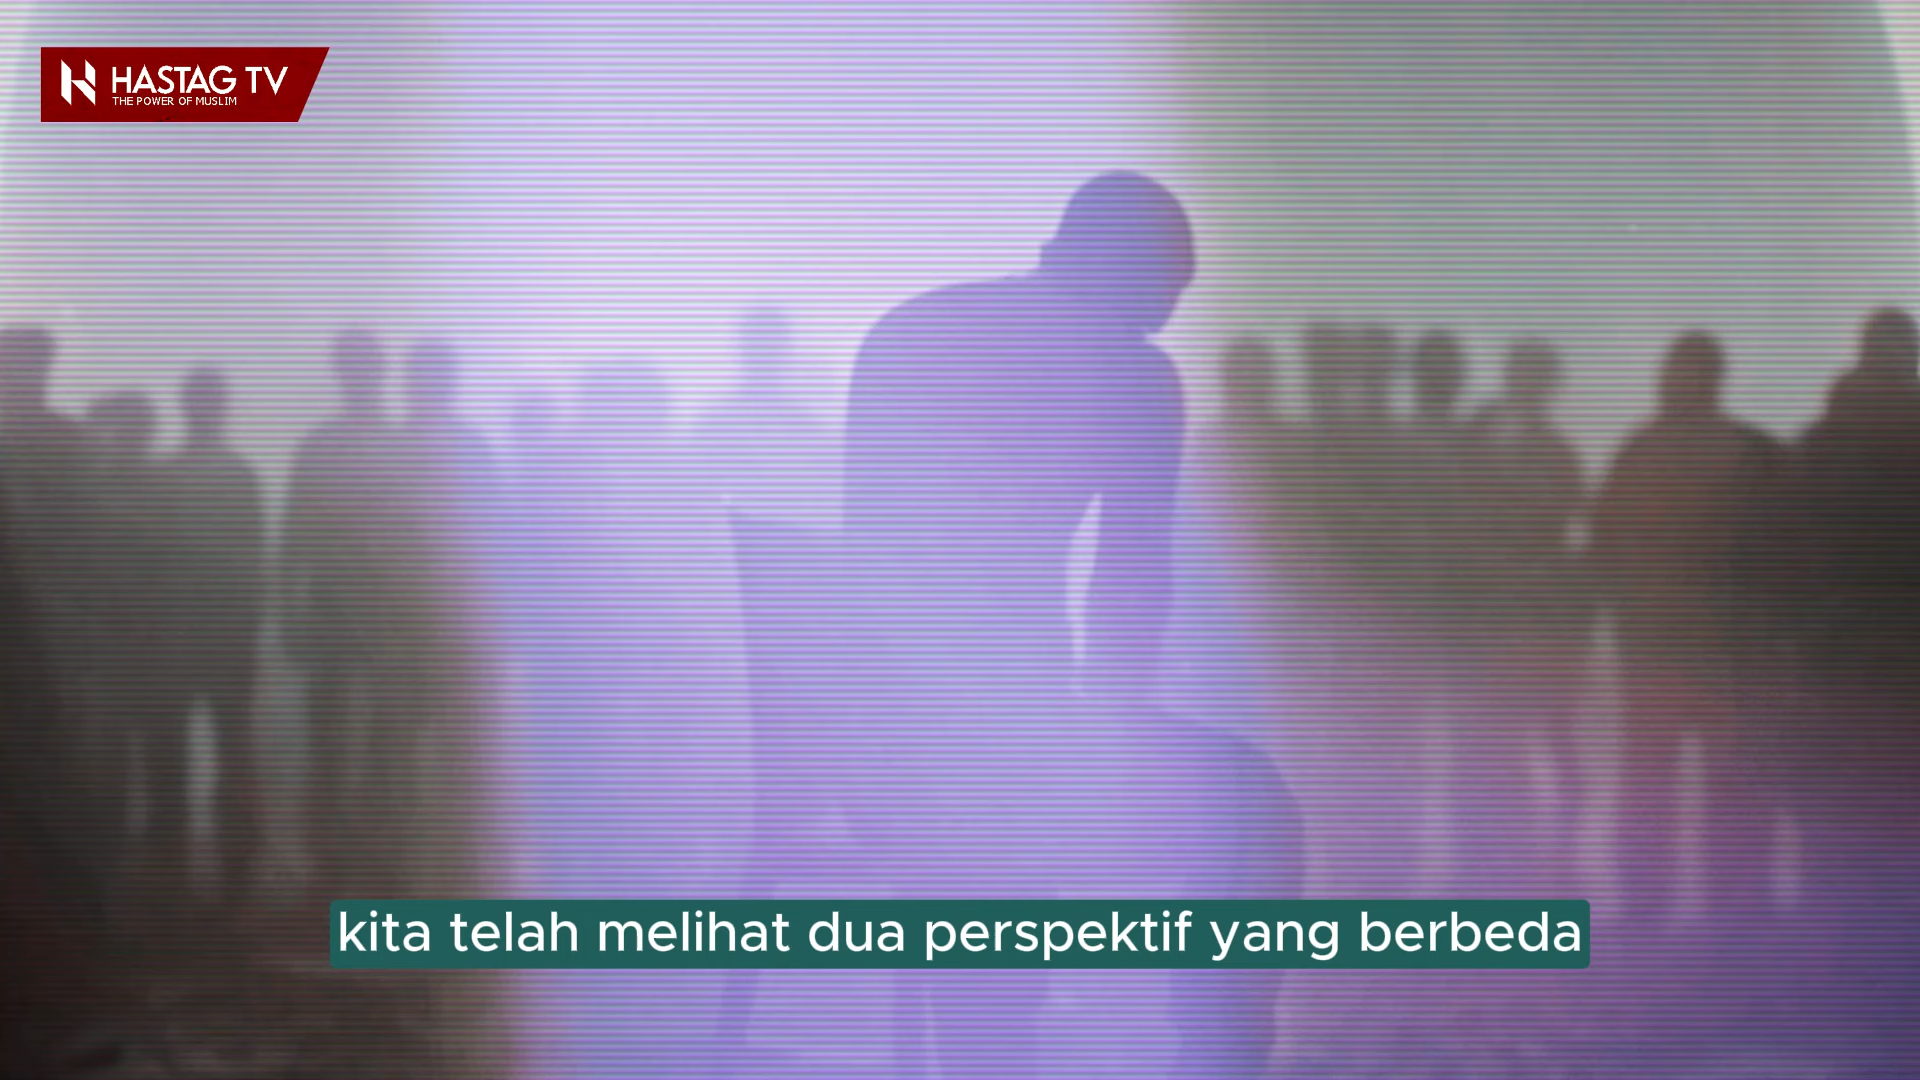 HASTAG TV
THE POWER OF MUSLIM
kita telah melihat dua perspektif yang berbeda